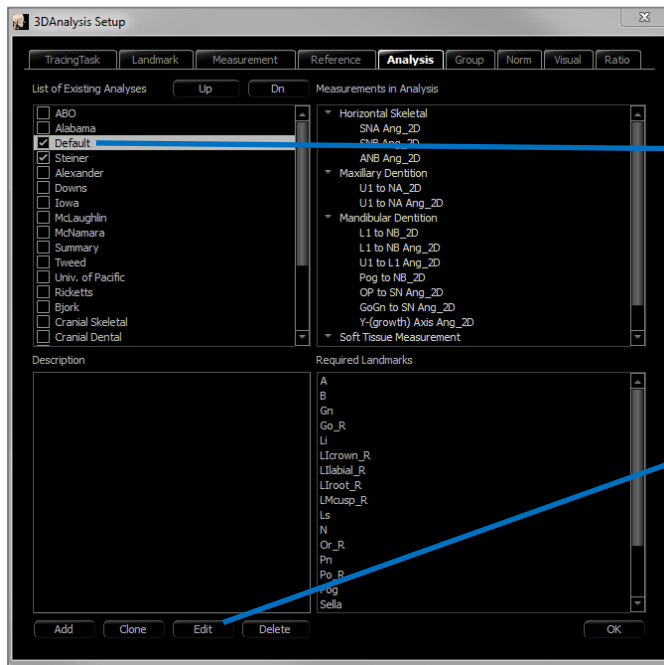 3DAnalysis Setup
TracingTask Landmark Measurement Reference Analysis Group Norm Visual Ratio
List of Existing Analyses Up Dn Measurements in Analysis
ABO
Alabama
Default
Steiner
Alexander
Downs
Iowa
McLaughlin
McNamara
Summary
Tweed
Univ. of Pacific
Ricketts
Bjork
Cranial Skeletal
Cranial Dental
Horizontal Skeletal
SNA Ang_2D
SNB Ang_2D
ANB Ang_2D
Maxillary Dentition
U1 to NA_2D
U1 to NA Ang_2D
Mandibular Dentition
L1 to NB_2D
L1 to NB Ang_2D
U1 to L1 Ang_2D
Pog to NB_2D
OP to SN Ang_2D
GoGn to SN Ang_2D
Y-(growth) Axis Ang_2D
Soft Tissue Measurement
Description
Required Landmarks
A
B
Gn
Go_R
Li
LIcrown_R
LIlabial_R
LIroot_R
LMcusp_R
Ls
N
Or_R
Pn
Po_R
Pog
Sella
Add Clone Edit Delete OK